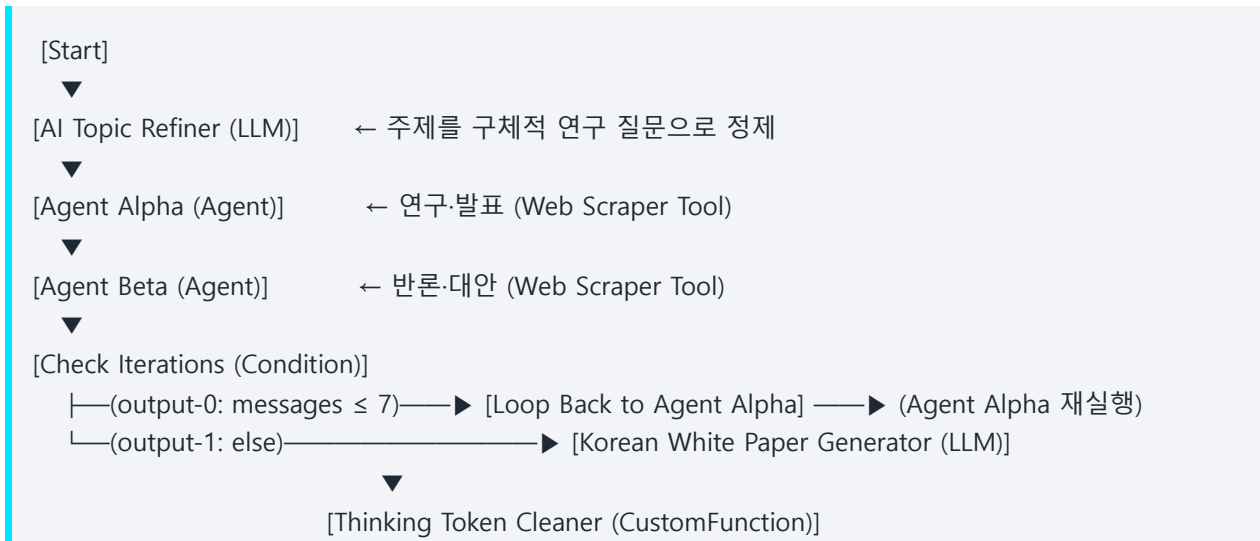 [Start]
▼
[AI Topic Refiner (LLM)] ← 주제를 구체적 연구 질문으로 정제
▼
[Agent Alpha (Agent)] ← 연구·발표 (Web Scraper Tool)
▼
[Agent Beta (Agent)] ← 반론·대안 (Web Scraper Tool)
▼
[Check Iterations (Condition)]
├──(output-0: messages ≤ 7)──▶ [Loop Back to Agent Alpha] ──▶ (Agent Alpha 재실행)
└──(output-1: else)──────────▶ [Korean White Paper Generator (LLM)]
▼
[Thinking Token Cleaner (CustomFunction)]